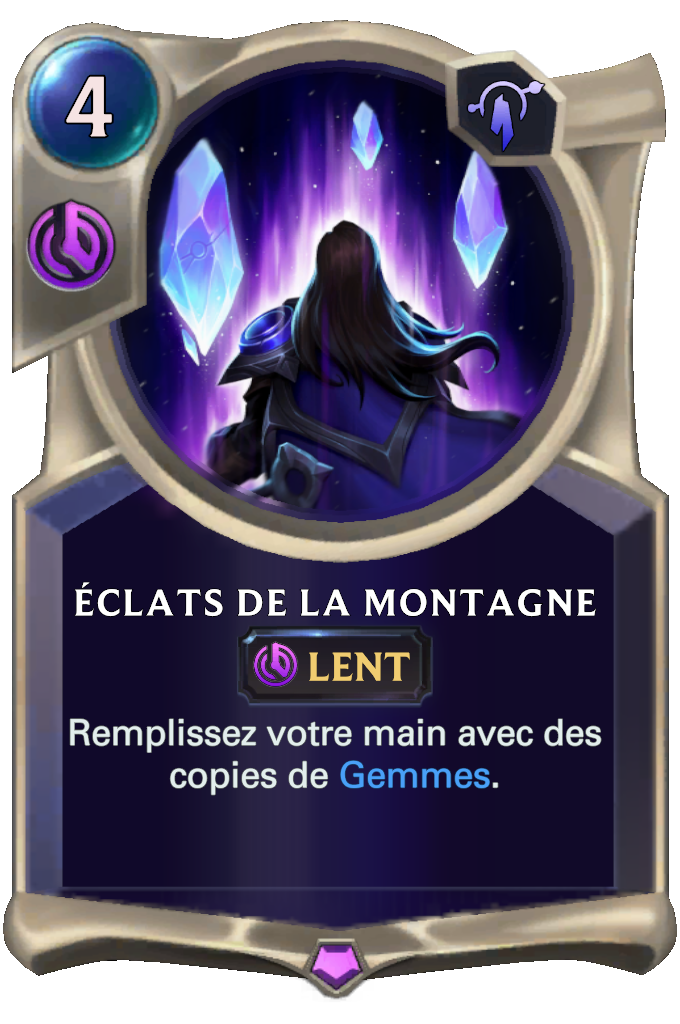 4
ÉCLATS DE LA MONTAGNE
LENT
Remplissez votre main avec des
copies de Gemmes.